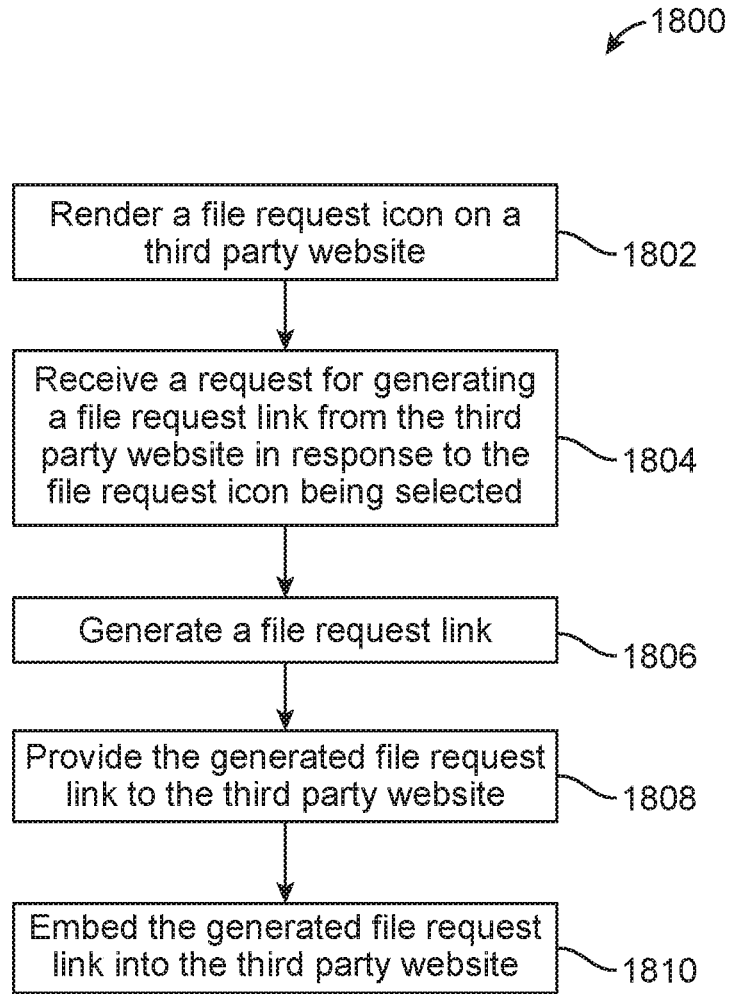 1800
Render a file request icon on a
third party website
1802
Receive a request for generating
a file request link from the third
party website in response to the
file request icon being selected
1804
Generate a file request link
1806
Provide the generated file request
link to the third party website
1808
Embed the generated file request
link into the third party website
1810